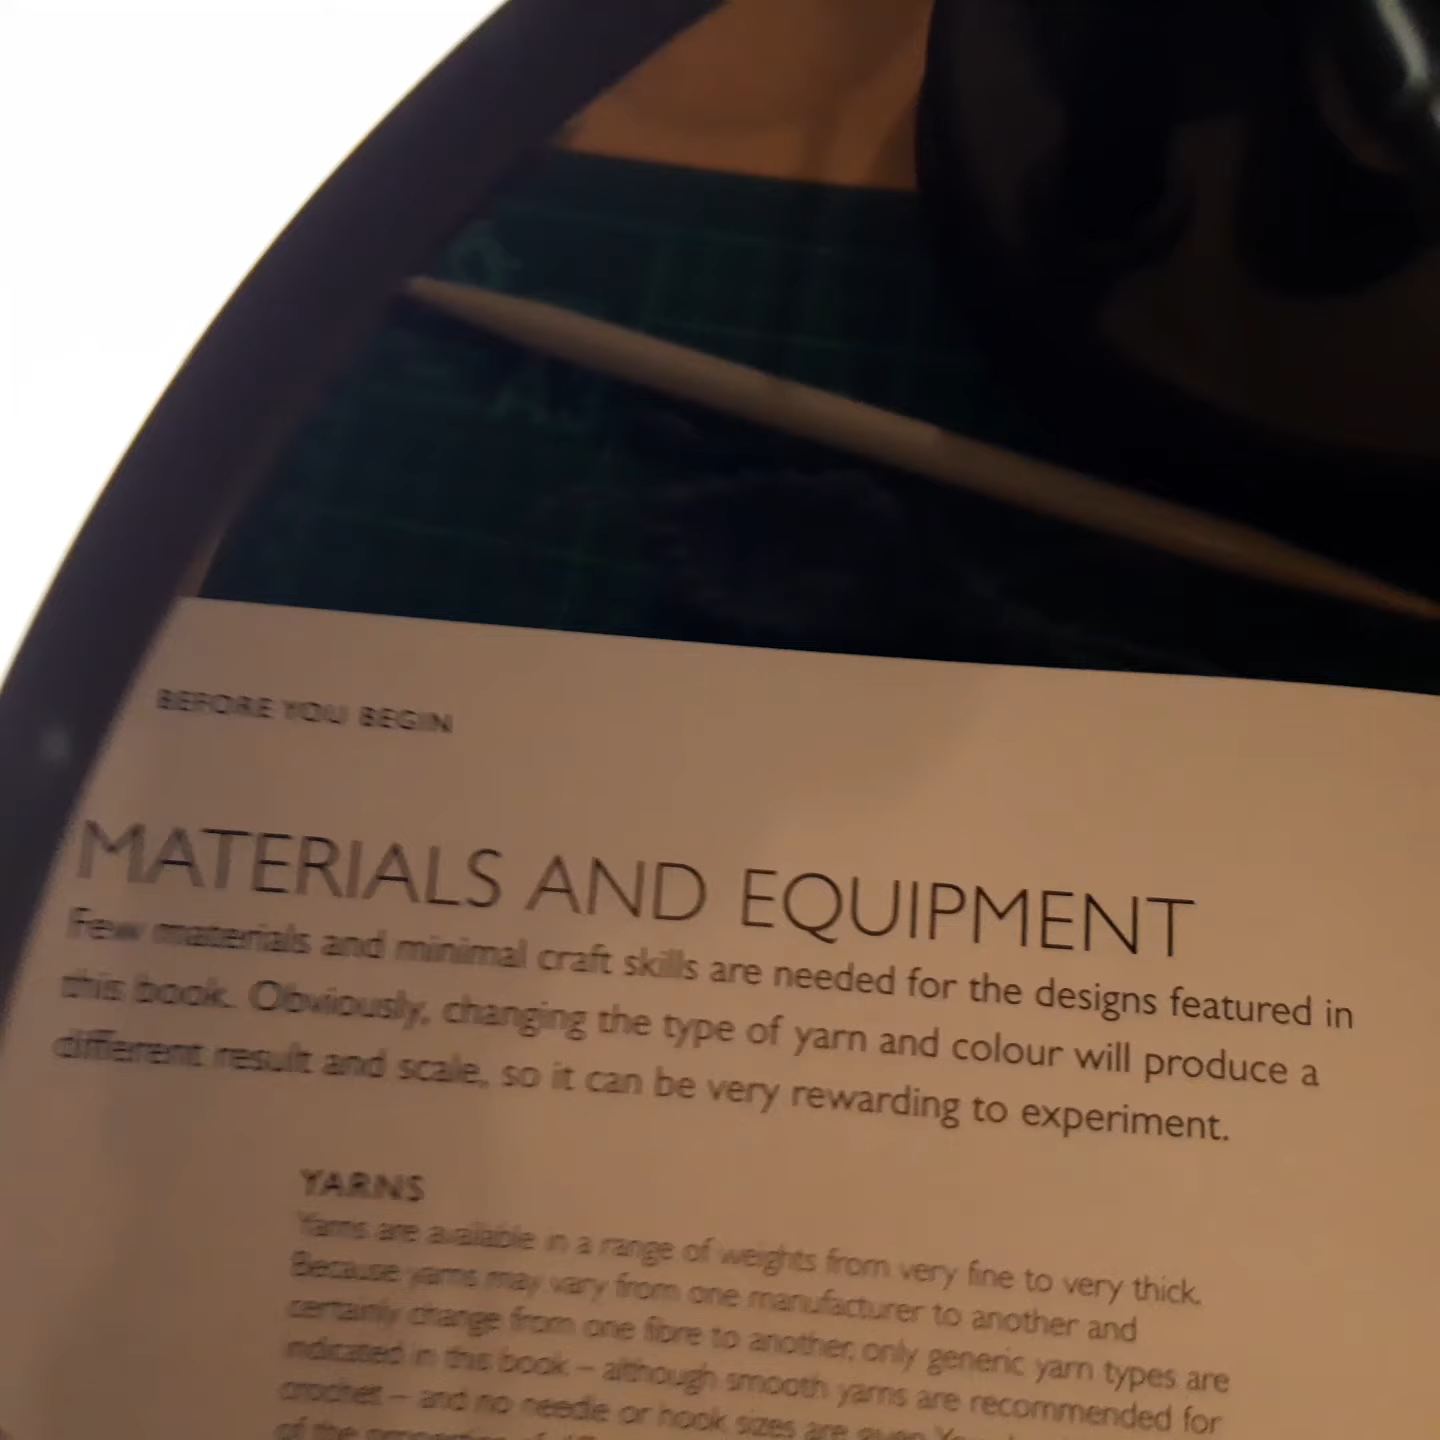 BEFORE YOU BEGIN
MATERIALS AND EQUIPMENT
Few materials and minimal craft skills are needed for the designs featured in
this book. Obviously, changing the type of yarn and colour will produce a
different result and scale, so it can be very rewarding to experiment.
YARNS
Yarns are available in a range of weights from very fine to very thick.
Because yarns may vary from one manufacturer to another and
certainly change from one fibre to another, only generic yarn types are
indicated in this book – although smooth yarns are recommended for
crochet – and no needle or hook sizes are given
of the properties of